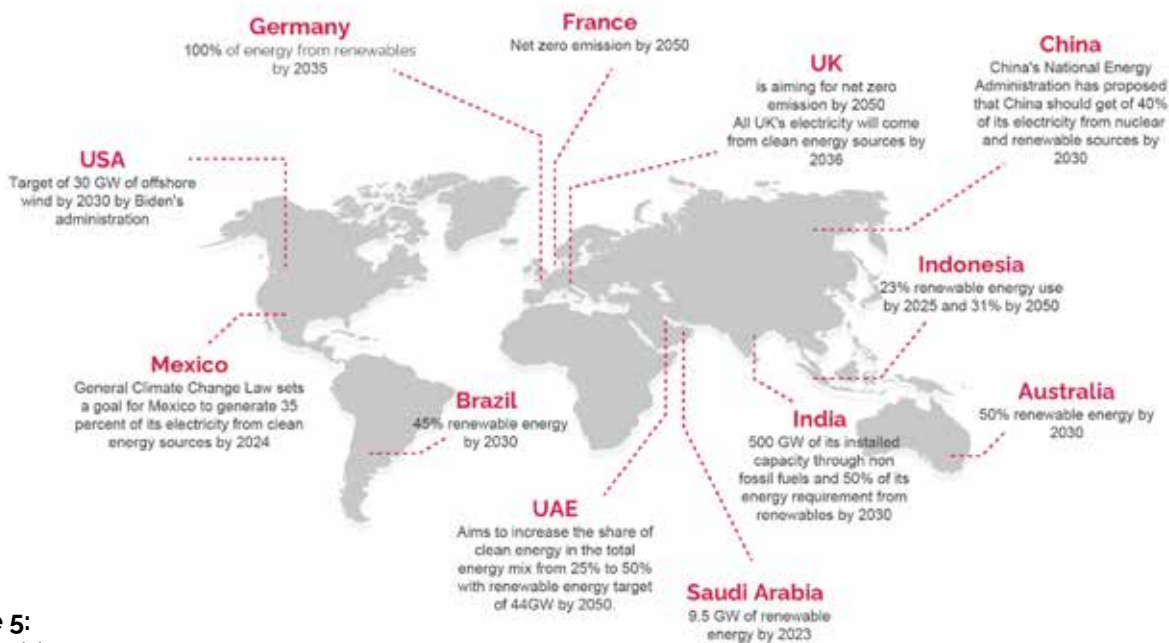 Germany
100% of energy from renewables
by 2035
France
Net zero emission by 2050
UK
is aiming for net zero
emission by 2050
All UK's electricity will come
from clean energy sources by
2036
China
China's National Energy
Administration has proposed
that China should get of 40%
of its electricity from nuclear
and renewable sources by
2030
USA
Target of 30 GW of offshore
wind by 2030 by Biden's
administration
Indonesia
23% renewable energy use
by 2025 and 31% by 2050
Mexico
General Climate Change Law sets
a goal for Mexico to generate 35
percent of its electricity from clean
energy sources by 2024
Brazil
45% renewable energy
by 2030
India
500 GW of its installed
capacity through non
fossil fuels and 50% of its
energy requirement from
renewables by 2030
Australia
50% renewable energy by
2030
UAE
Aims to increase the share of
clean energy in the total
energy mix from 25% to 50%
with renewable energy target
of 44GW by 2050.
Saudi Arabia
9.5 GW of renewable
energy by 2023
5: